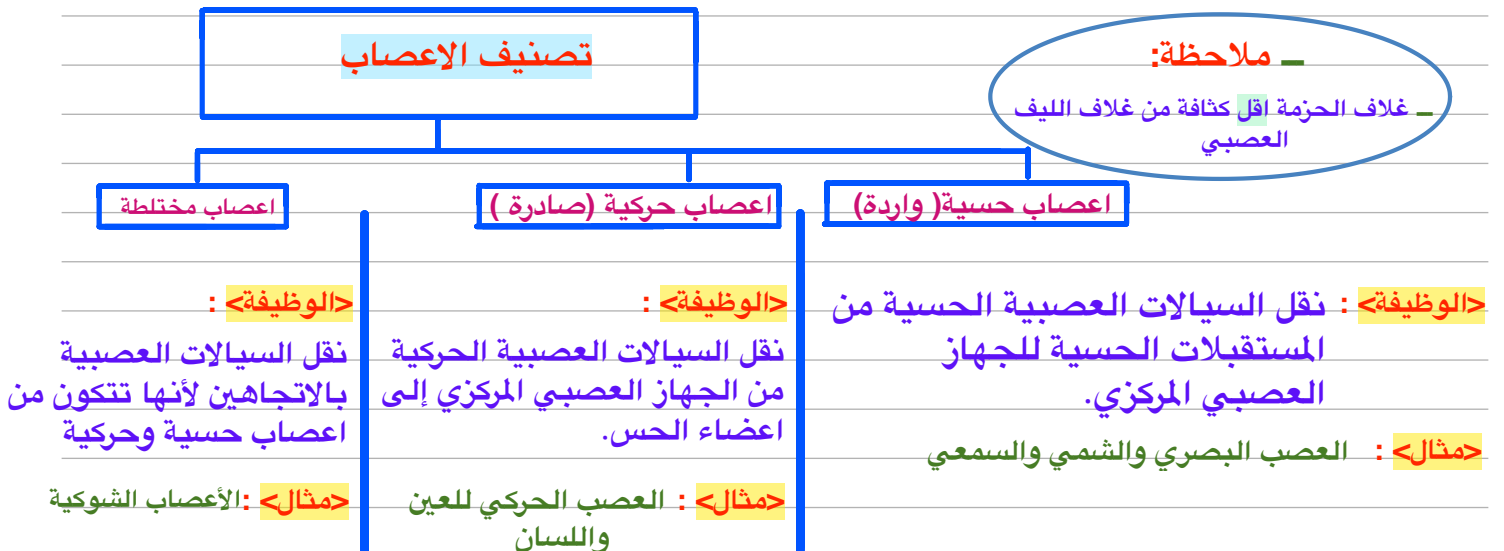 تصنيف الاعصاب
– ملاحظة:
– غلاف الحزمة اقل كثافة من غلاف الليف
العصبي
اعصاب حسية( واردة)
اعصاب حركية (صادرة )
اعصاب مختلطة
<الوظيفة> : نقل السيالات العصبية الحسية من
المستقبلات الحسية للجهاز
العصبي المركزي.
<مثال> : العصب البصري والشمي والسمعي
<الوظيفة> :
نقل السيالات العصبية الحركية
من الجهاز العصبي المركزي إلى
اعضاء الحس.
<مثال> : العصب الحركي للعين
واللسان
<الوظيفة> :
نقل السيالات العصبية
بالاتجاهين لأنها تتكون من
اعصاب حسية وحركية
<مثال> :الأعصاب الشوكية